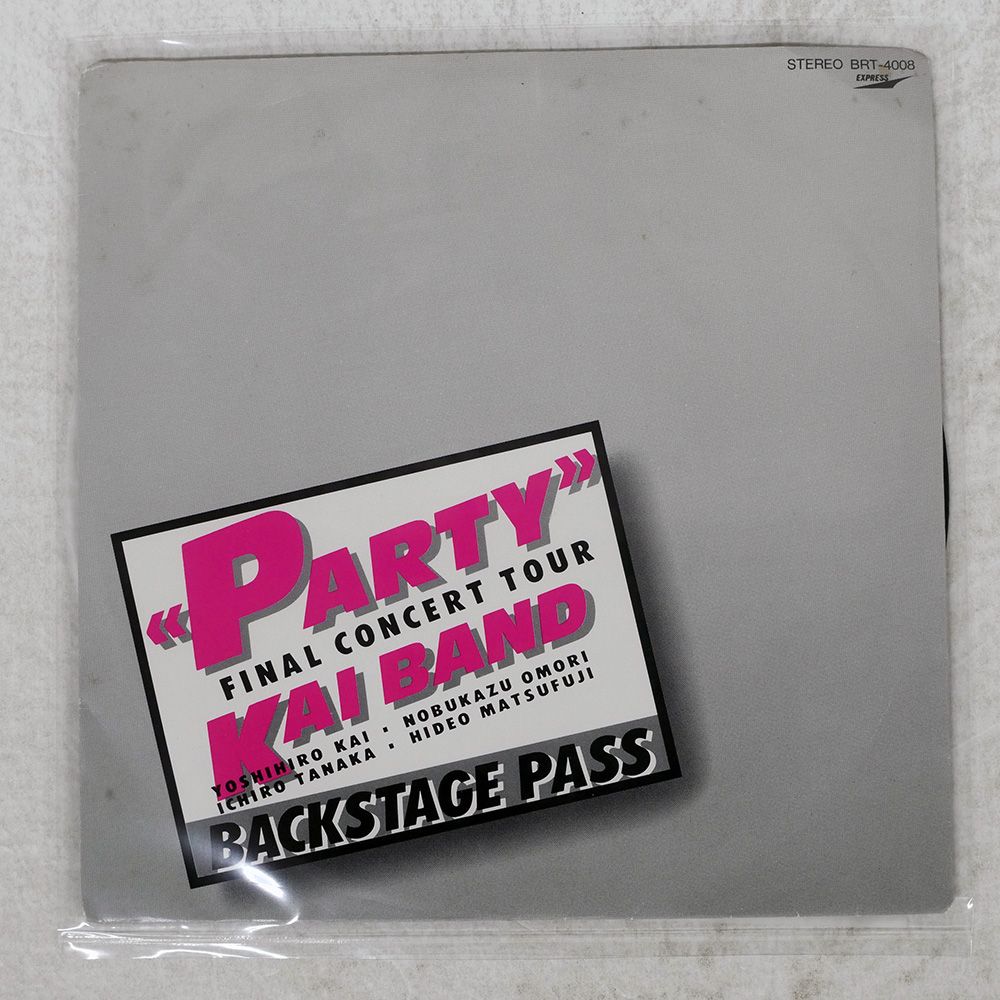 STEREO BRT-4008
EXPRESS
«PARTY»
FINAL CONCERT TOUR
KAI BAND
YOSHIHIRO KAI · NOBUKAZU OMORI
ICHIRO TANAKA · HIDEO MATSUFUJI
BACKSTAGE PASS